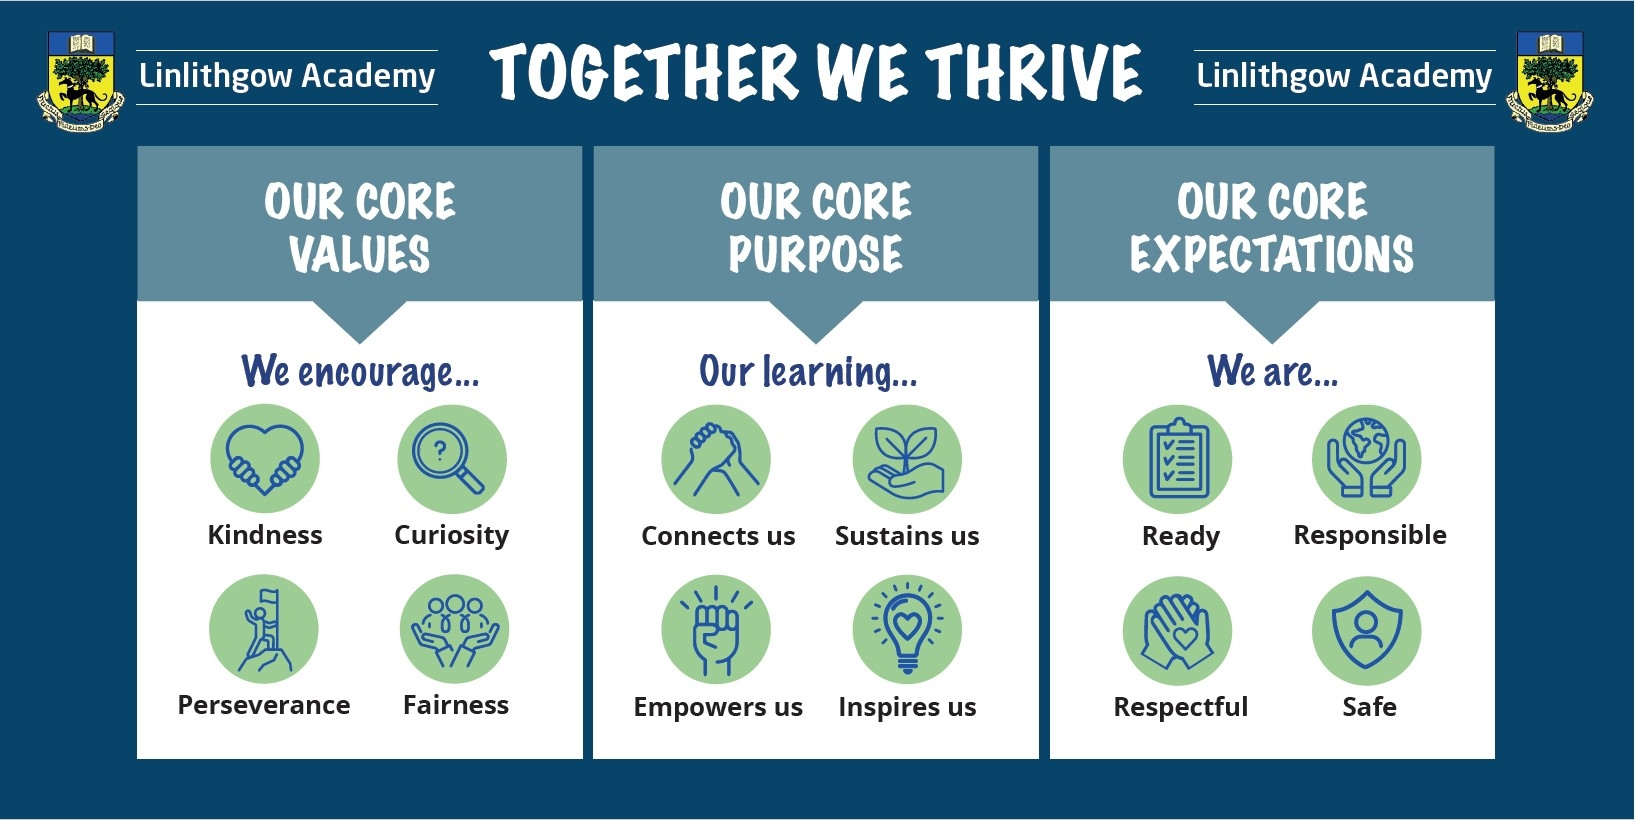 Linlithgow Academy
TOGETHER WE THRIVE
Linlithgow Academy
OUR CORE
VALUES
We encourage...
?
Kindness
Curiosity
Perseverance
Fairness
OUR CORE
PURPOSE
Our learning...
Connects us
Sustains us
Empowers us
Inspires us
OUR CORE
EXPECTATIONS
We are...
Ready
Responsible
Respectful
Safe